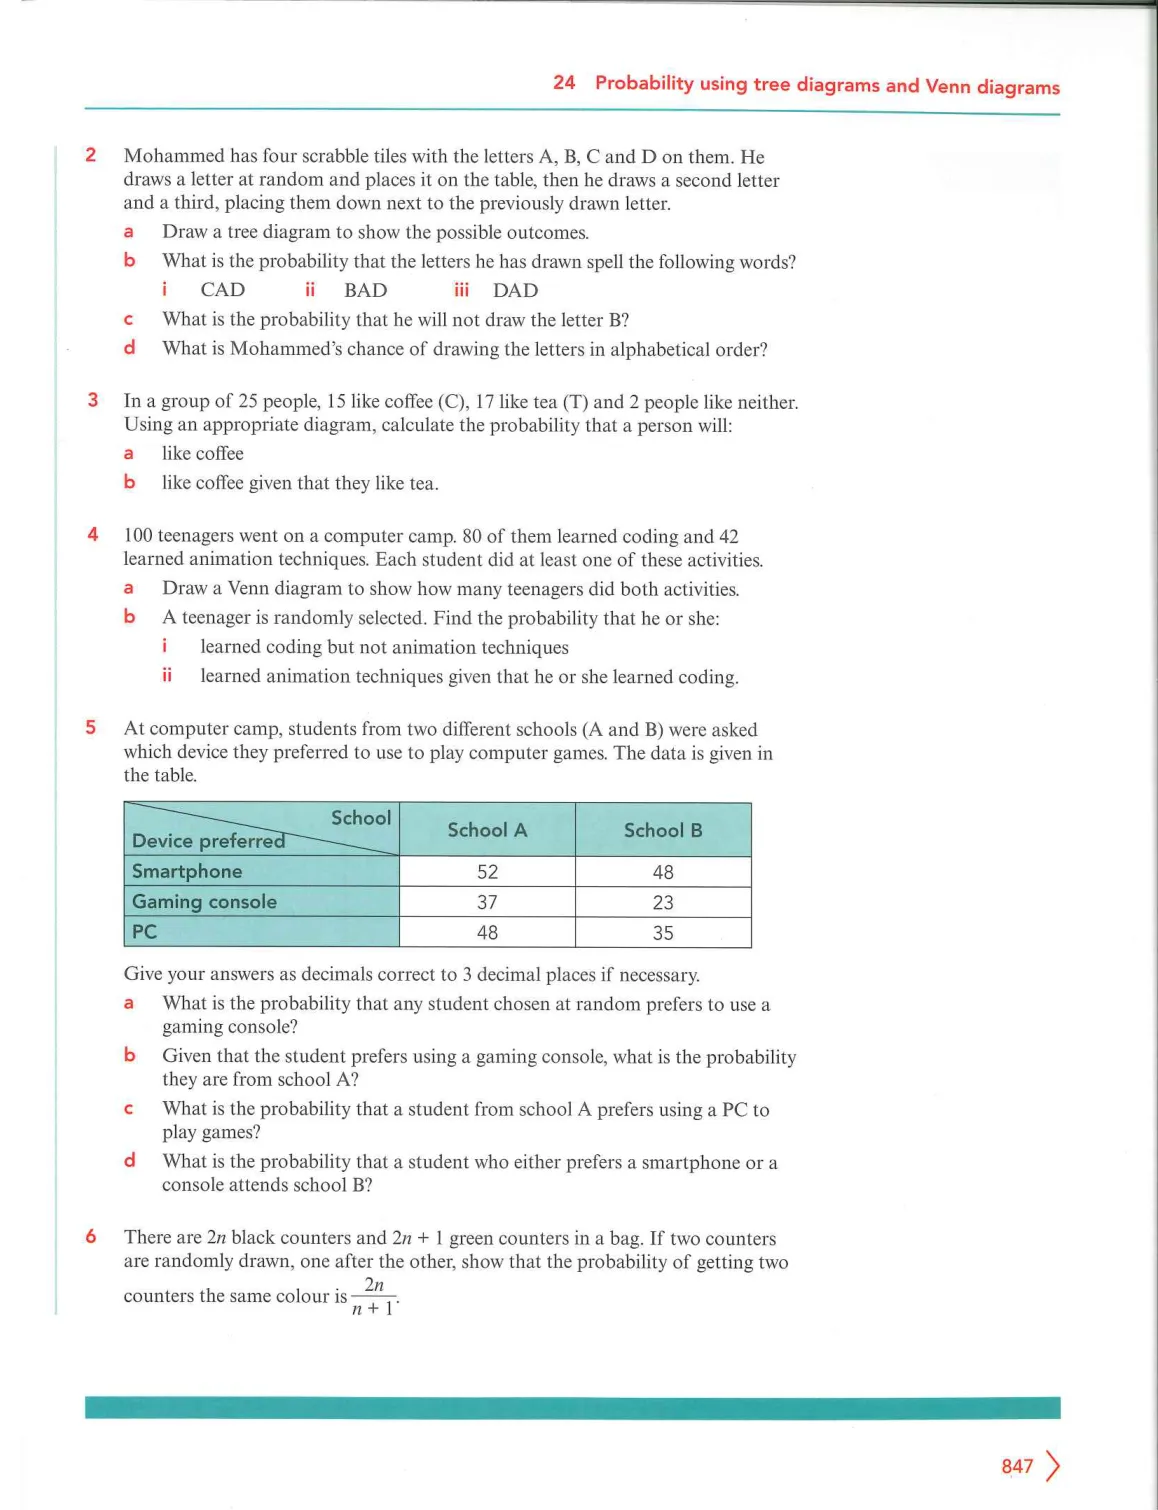 24 Probability using tree diagrams and Venn diagrams
2 Mohammed has four scrabble tiles with the letters A, B, C and D on them. He
draws a letter at random and places it on the table, then he draws a second letter
and a third, placing them down next to the previously drawn letter.
a Draw a tree diagram to show the possible outcomes.
b What is the probability that the letters he has drawn spell the following words?
i CAD ii BAD iii DAD
c What is the probability that he will not draw the letter B?
d What is Mohammed's chance of drawing the letters in alphabetical order?
3 In a group of 25 people, 15 like coffee (C), 17 like tea (T) and 2 people like neither.
Using an appropriate diagram, calculate the probability that a person will:
a like coffee
b like coffee given that they like tea.
4 100 teenagers went on a computer camp. 80 of them learned coding and 42
learned animation techniques. Each student did at least one of these activities.
a Draw a Venn diagram to show how many teenagers did both activities.
b A teenager is randomly selected. Find the probability that he or she:
i learned coding but not animation techniques
ii learned animation techniques given that he or she learned coding.
5 At computer camp, students from two different schools (A and B) were asked
which device they preferred to use to play computer games. The data is given in
the table.
School
Device preferred
School A School B
Smartphone 52 48
Gaming console 37 23
PC 48 35
Give your answers as decimals correct to 3 decimal places if necessary.
a What is the probability that any student chosen at random prefers to use a
gaming console?
b Given that the student prefers using a gaming console, what is the probability
they are from school A?
c What is the probability that a student from school A prefers using a PC to
play games?
d What is the probability that a student who either prefers a smartphone or a
console attends school B?
6 There are 2n black counters and 2n + 1 green counters in a bag. If two counters
are randomly drawn, one after the other, show that the probability of getting two
counters the same colour is 2n / n + 1.
847